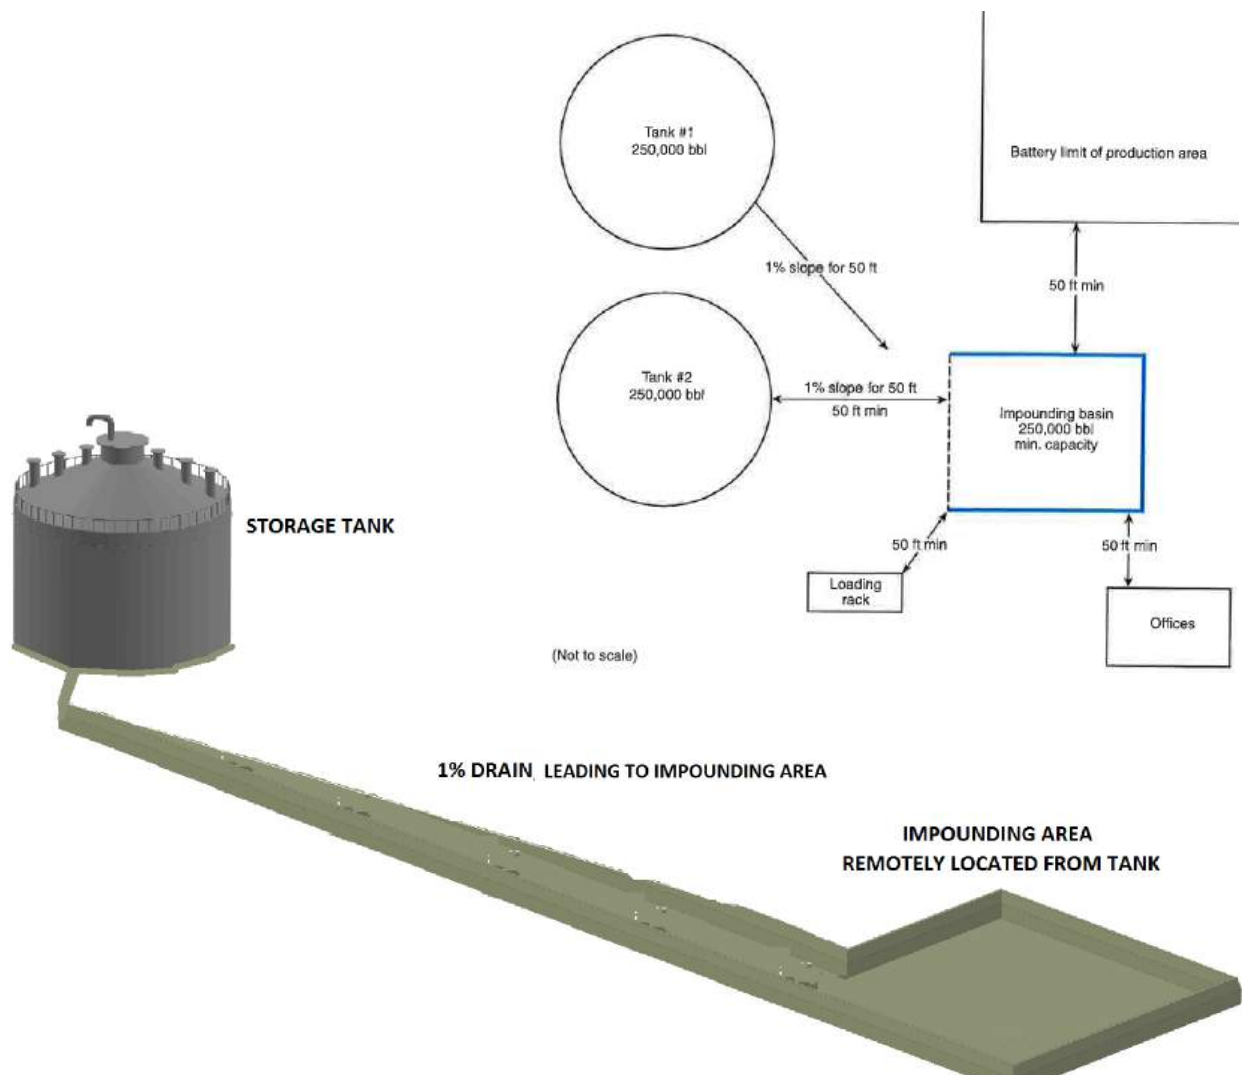 Tank #1
250,000 bbl
Battery limit of production area
1% slope for 50 ft
50 ft min
Tank #2
250,000 bbl
1% slope for 50 ft
50 ft min
Impounding basin
250,000 bbl
min. capacity
STORAGE TANK
50 ft min
50 ft min
Loading
rack
Offices
(Not to scale)
1% DRAIN LEADING TO IMPOUNDING AREA
IMPOUNDING AREA
REMOTELY LOCATED FROM TANK